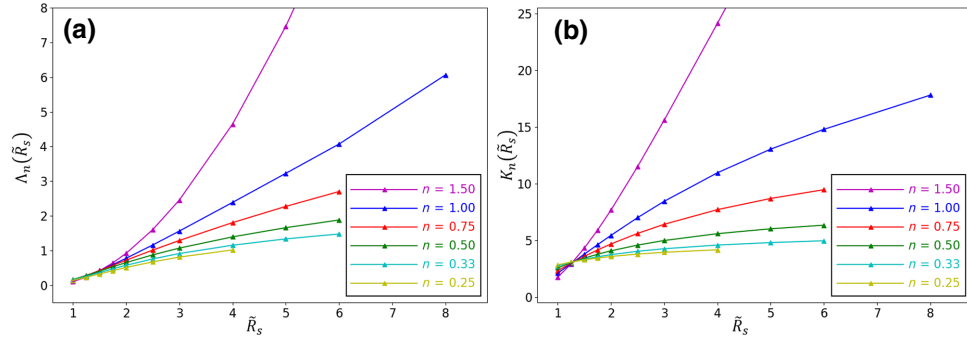 (a)
8
7
6
5
4
3
2
1
0
Λₙ(R̃ₛ)
1 2 3 4 5 6 7 8
R̃ₛ
n = 1.50
n = 1.00
n = 0.75
n = 0.50
n = 0.33
n = 0.25
(b)
25
20
15
10
5
0
Kₙ(R̃ₛ)
1 2 3 4 5 6 7 8
R̃ₛ
n = 1.50
n = 1.00
n = 0.75
n = 0.50
n = 0.33
n = 0.25